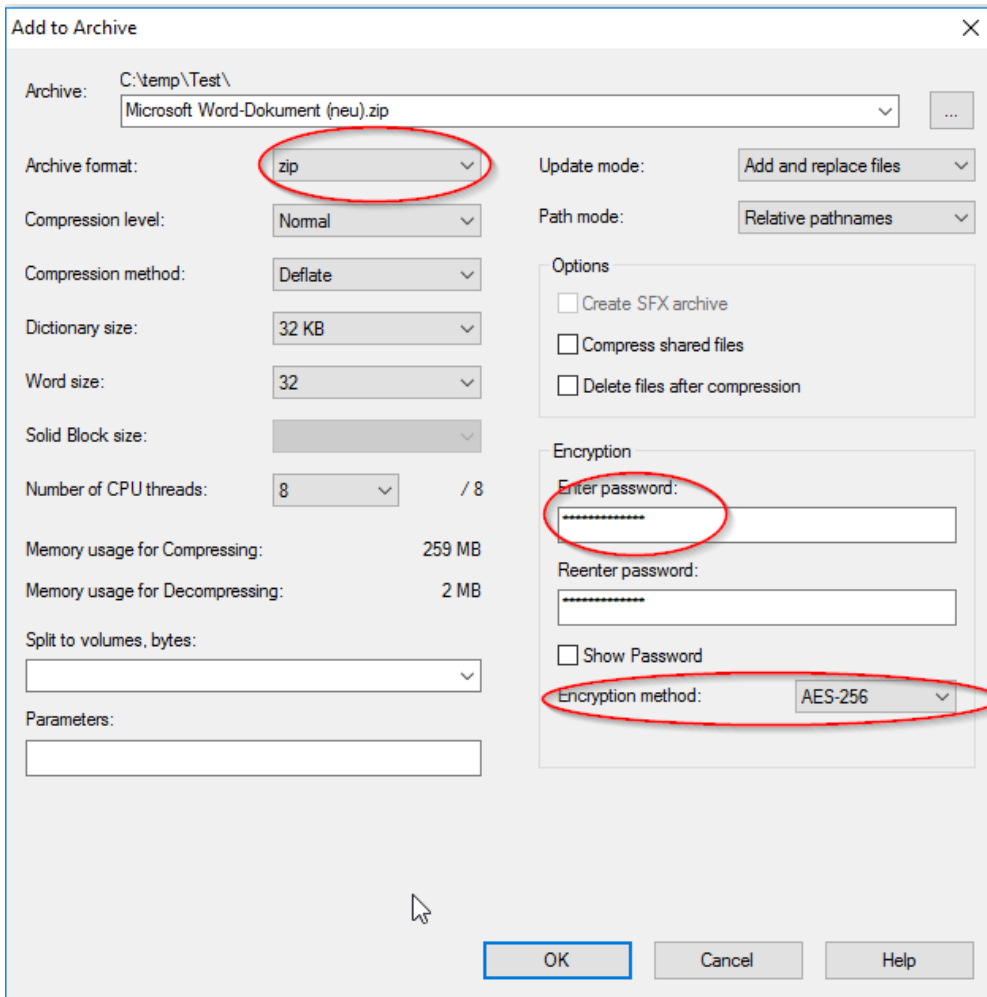 Add to Archive
Archive:
C:\temp\Test\
Microsoft Word-Dokument (neu).zip
...
Archive format:
zip
Compression level:
Normal
Compression method:
Deflate
Dictionary size:
32 KB
Word size:
32
Solid Block size:
Number of CPU threads:
8
/ 8
Memory usage for Compressing:
259 MB
Memory usage for Decompressing:
2 MB
Split to volumes, bytes:
Parameters:
Update mode:
Add and replace files
Path mode:
Relative pathnames
Options
Create SFX archive
Compress shared files
Delete files after compression
Encryption
Enter password:
*************
Reenter password:
*************
Show Password
Encryption method:
AES-256
OK
Cancel
Help